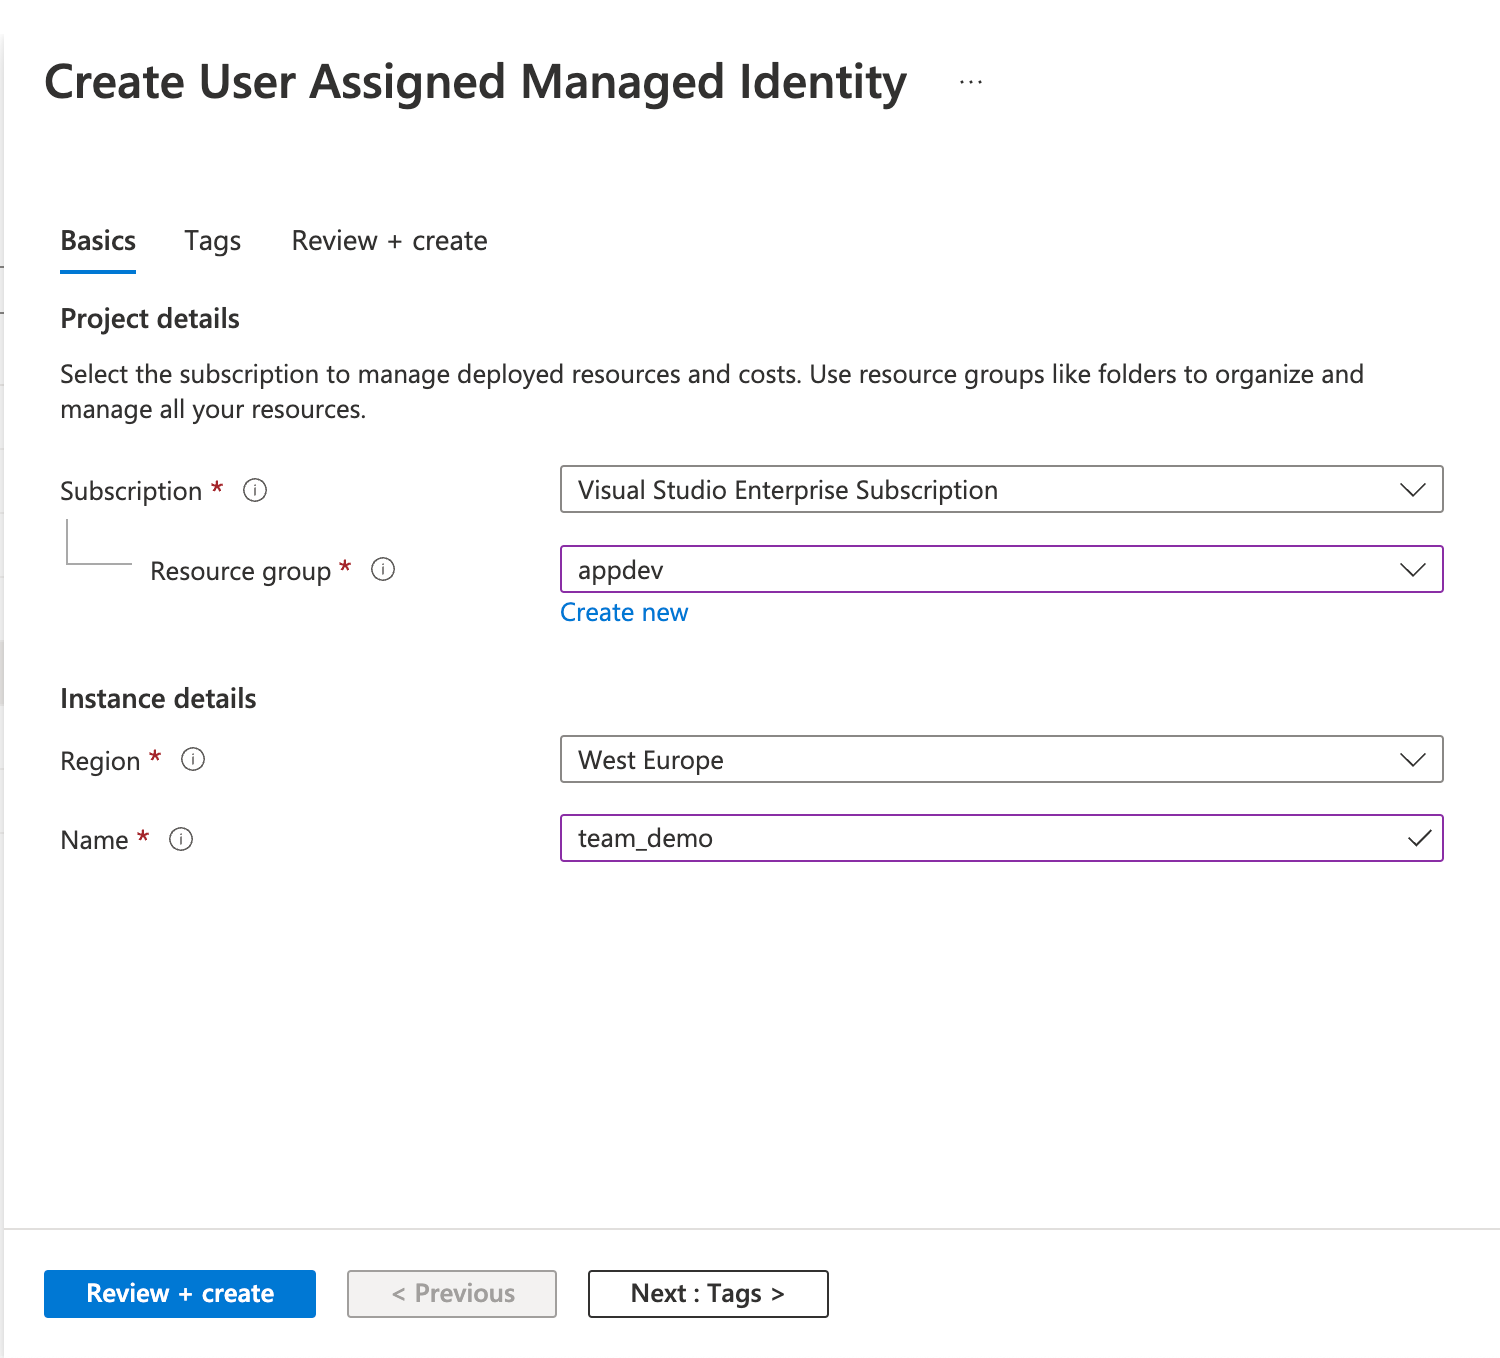 Create User Assigned Managed Identity ...
Basics Tags Review + create
Project details
Select the subscription to manage deployed resources and costs. Use resource groups like folders to organize and
manage all your resources.
Subscription * Visual Studio Enterprise Subscription
Resource group * appdev
Create new
Instance details
Region * West Europe
Name * team_demo
Review + create < Previous Next : Tags >